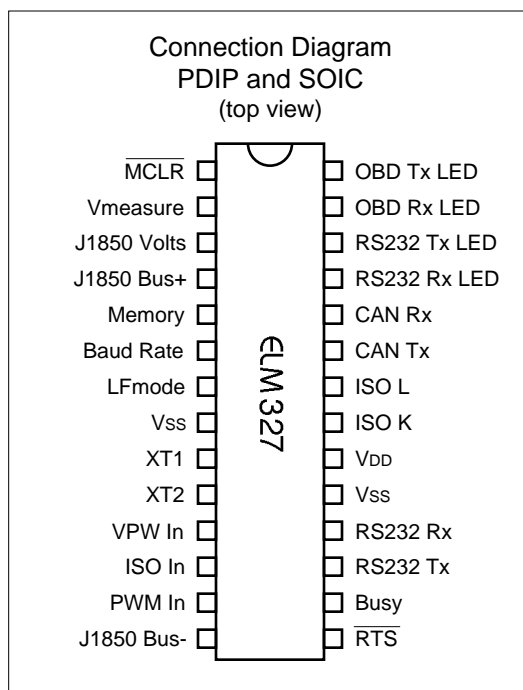 Connection Diagram
PDIP and SOIC
(top view)
MCLR OBD Tx LED
Vmeasure OBD Rx LED
J1850 Volts RS232 Tx LED
J1850 Bus+ RS232 Rx LED
Memory CAN Rx
Baud Rate CAN Tx
LFmode ISO L
VSS ISO K
XT1 VDD
XT2 VSS
VPW In RS232 Rx
ISO In RS232 Tx
PWM In Busy
J1850 Bus- RTS
ELM327